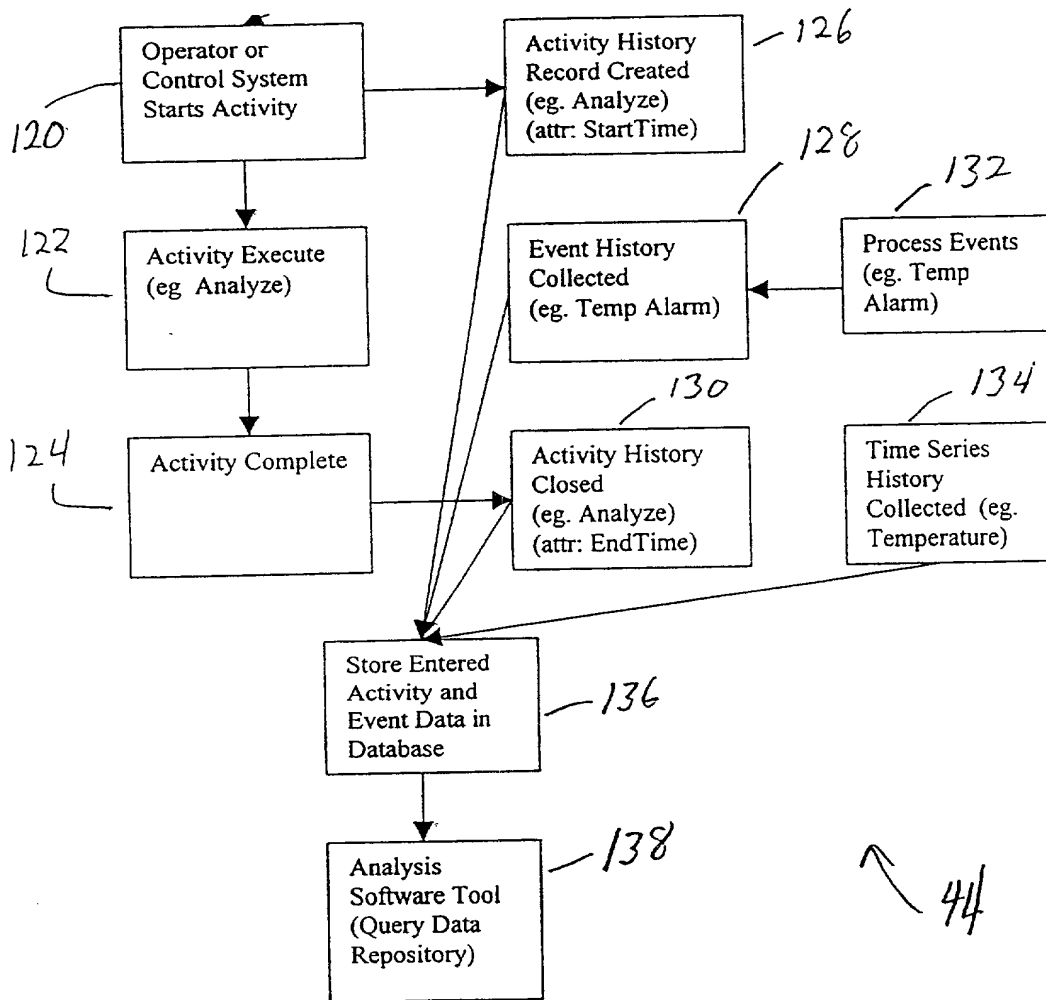 Operator or
Control System
Starts Activity
120
Activity History
Record Created
(eg. Analyze)
(attr: StartTime)
126
Activity Execute
(eg Analyze)
122
Event History
Collected
(eg. Temp Alarm)
128
Process Events
(eg. Temp
Alarm)
132
Activity Complete
124
Activity History
Closed
(eg. Analyze)
(attr: EndTime)
130
Time Series
History
Collected (eg.
Temperature)
134
Store Entered
Activity and
Event Data in
Database
136
Analysis
Software Tool
(Query Data
Repository)
138
44